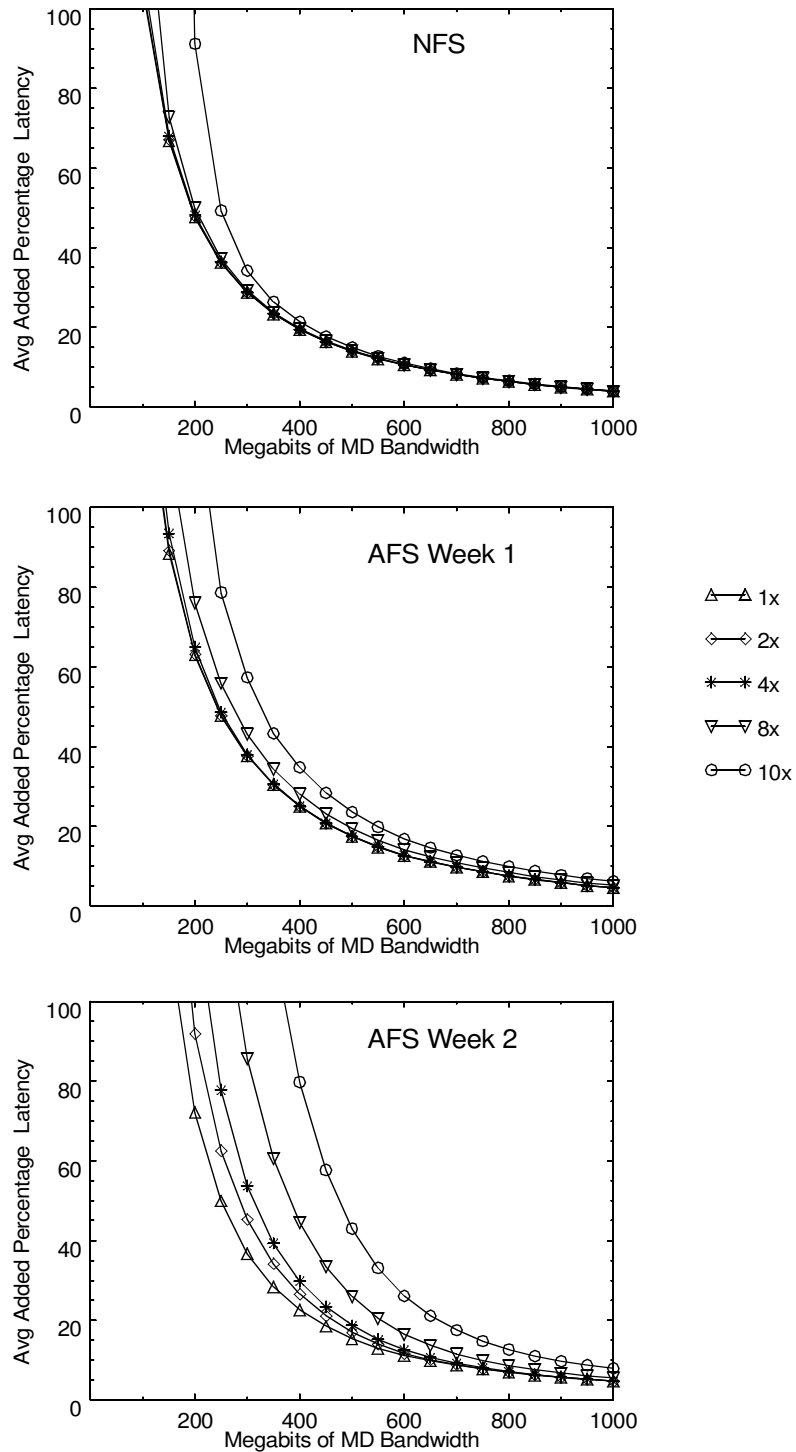 NFS
100
80
60
40
20
0
Avg Added Percentage Latency
200 400 600 800 1000
Megabits of MD Bandwidth
AFS Week 1
100
80
60
40
20
0
Avg Added Percentage Latency
200 400 600 800 1000
Megabits of MD Bandwidth
1x
2x
4x
8x
10x
AFS Week 2
100
80
60
40
20
0
Avg Added Percentage Latency
200 400 600 800 1000
Megabits of MD Bandwidth